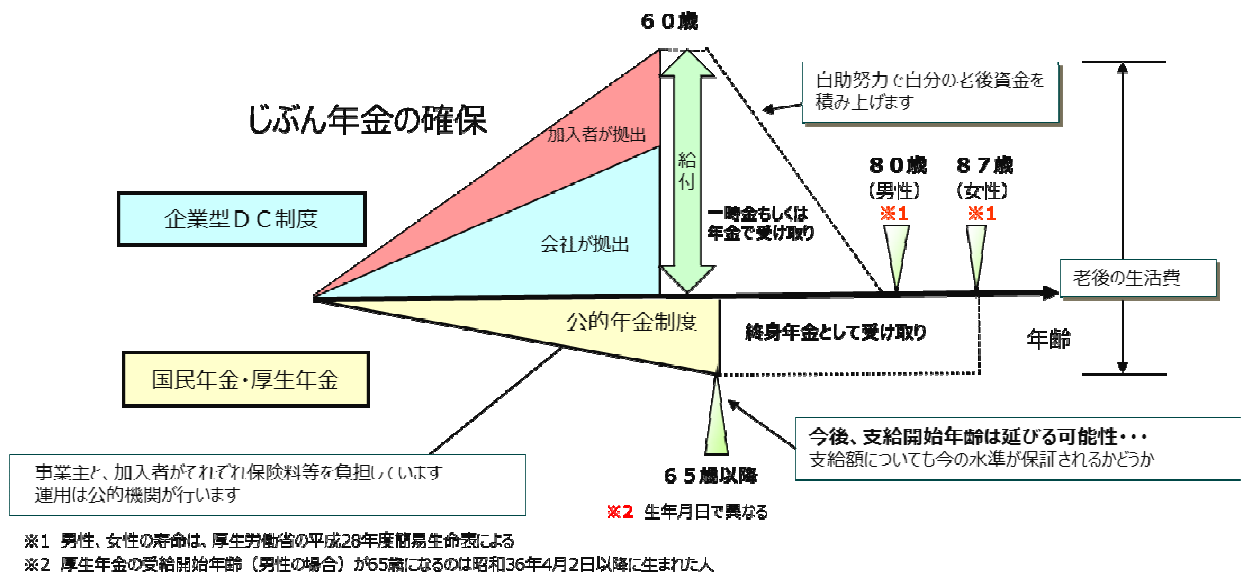 ６０歳
自助努力で自分の老後資金を
積み上げます
じぶん年金の確保
加入者が拠出
給付
８０歳
（男性）
※1
８７歳
（女性）
※1
企業型ＤＣ制度
一時金もしくは
年金で受け取り
会社が拠出
老後の生活費
公的年金制度
終身年金として受け取り
年齢
国民年金・厚生年金
今後、支給開始年齢は延びる可能性・・・
支給額についても今の水準が保証されるかどうか
事業主と、加入者がそれぞれ保険料等を負担しています
運用は公的機関が行います
６５歳以降
※2 生年月日で異なる
※1 男性、女性の寿命は、厚生労働省の平成28年度簡易生命表による
※2 厚生年金の受給開始年齢（男性の場合）が65歳になるのは昭和36年4月2日以降に生まれた人